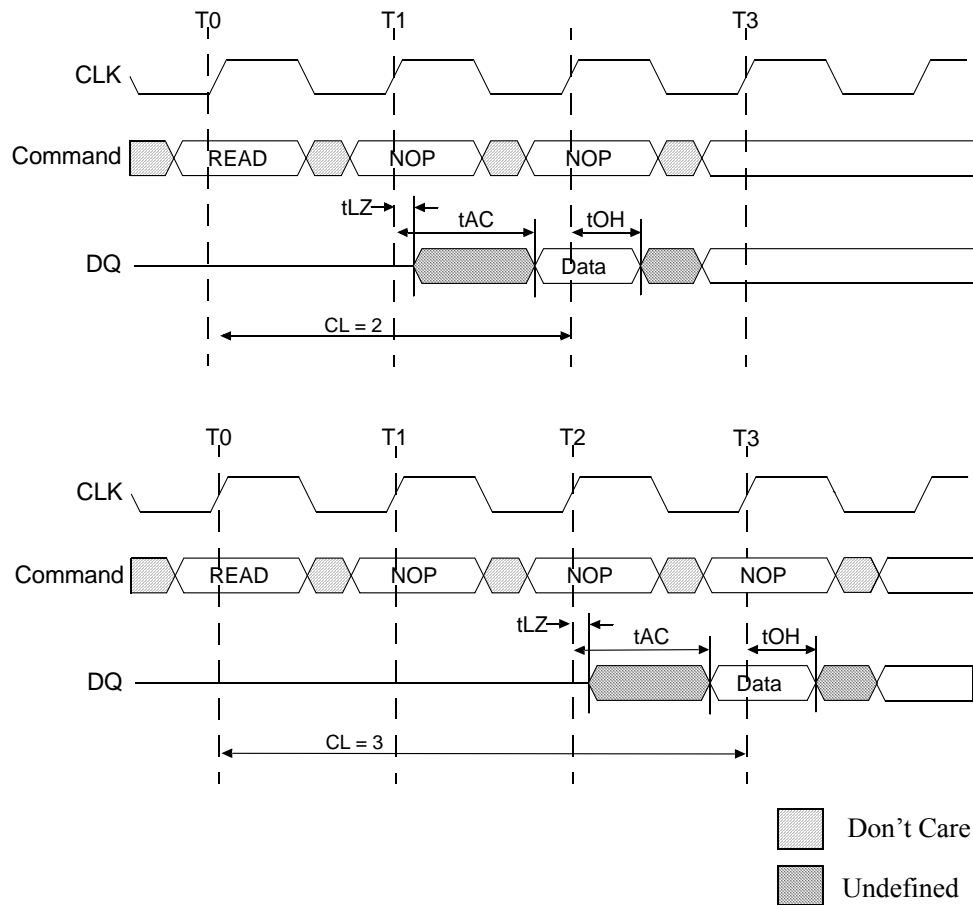 T0 T1 T3
CLK
Command READ NOP NOP
tLZ tAC tOH
DQ Data
CL = 2
T0 T1 T2 T3
CLK
Command READ NOP NOP NOP
tLZ tAC tOH
DQ Data
CL = 3
Don't Care
Undefined